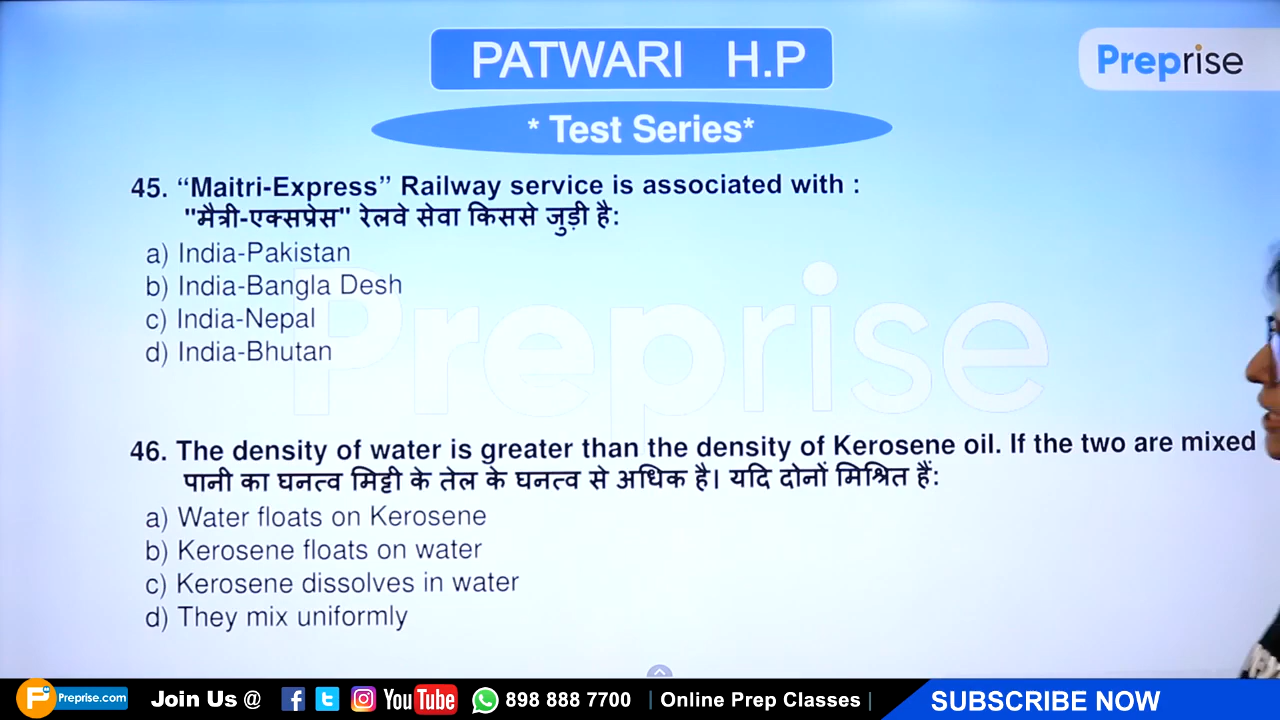 PATWARI H.P
Preprise
* Test Series*
45. “Maitri-Express” Railway service is associated with :
"मैत्री-एक्सप्रेस" रेलवे सेवा किससे जुड़ी है:
a) India-Pakistan
b) India-Bangla Desh
c) India-Nepal
d) India-Bhutan
Preprise
46. The density of water is greater than the density of Kerosene oil. If the two are mixed
पानी का घनत्व मिट्टी के तेल के घनत्व से अधिक है। यदि दोनों मिश्रित हैं:
a) Water floats on Kerosene
b) Kerosene floats on water
c) Kerosene dissolves in water
d) They mix uniformly
P Preprise.com Join Us @ YouTube 898 888 7700 | Online Prep Classes | SUBSCRIBE NOW